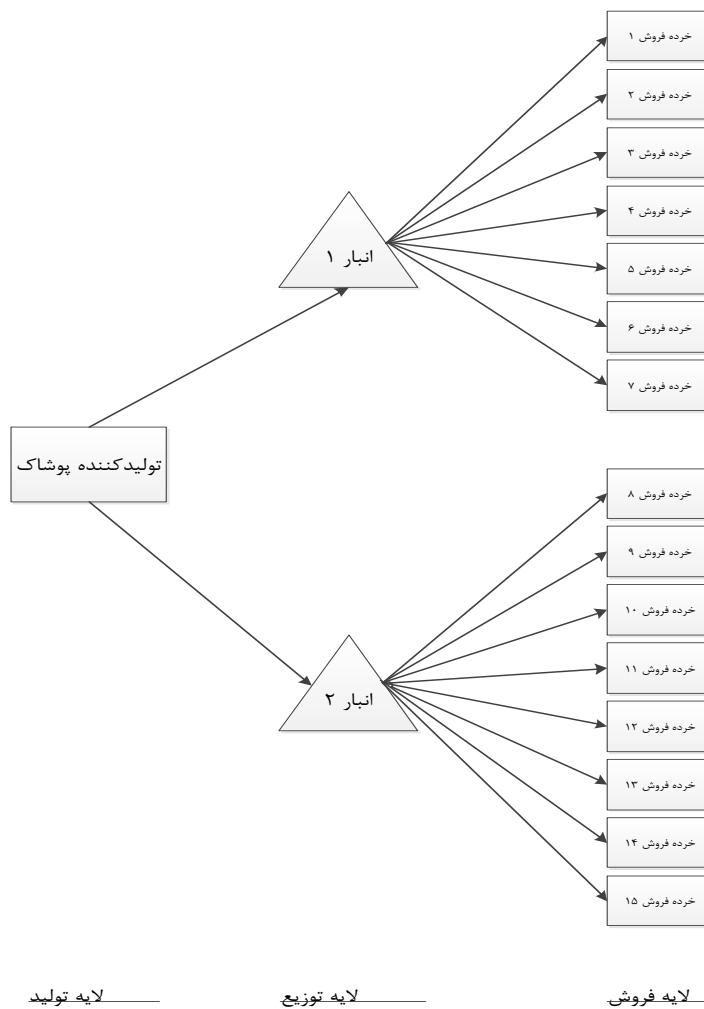 خرده فروش ۱
خرده فروش ۲
خرده فروش ۳
خرده فروش ۴
خرده فروش ۵
خرده فروش ۶
خرده فروش ۷
انبار ۱
تولیدکننده پوشاک
خرده فروش ۸
خرده فروش ۹
خرده فروش ۱۰
خرده فروش ۱۱
خرده فروش ۱۲
خرده فروش ۱۳
خرده فروش ۱۴
خرده فروش ۱۵
انبار ۲
لایه فروش
لایه توزیع
لایه تولید